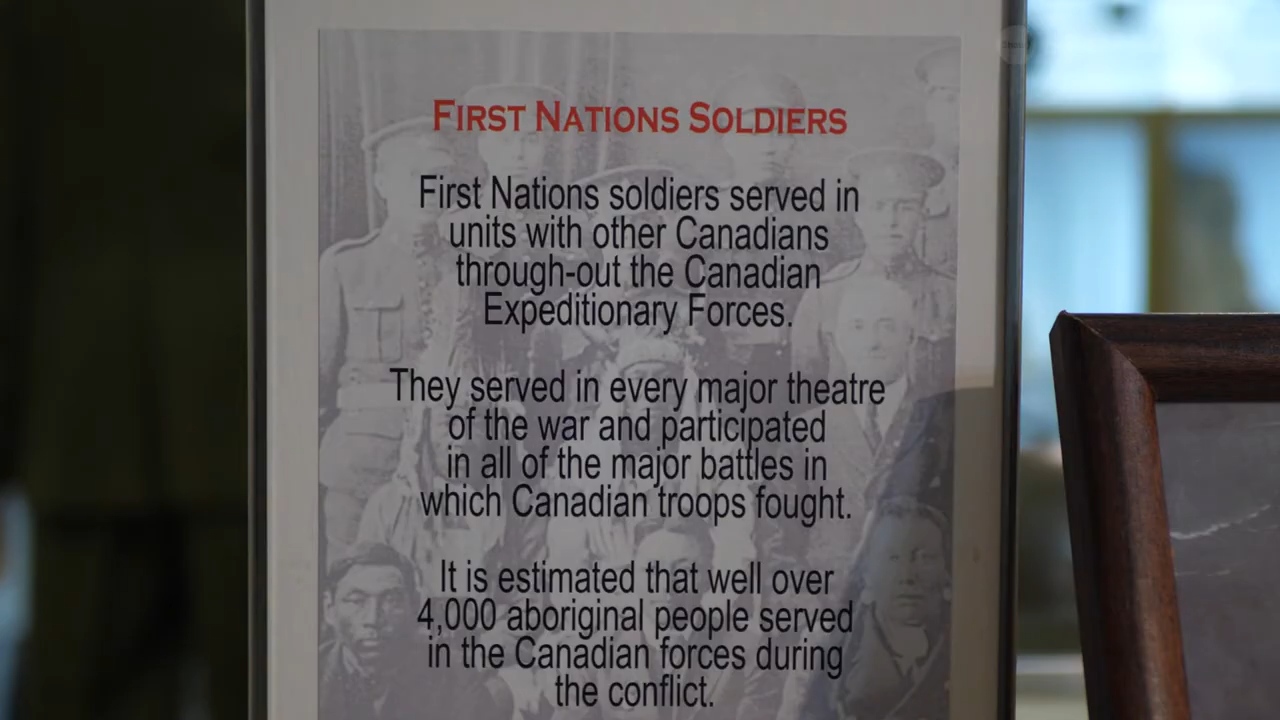 FIRST NATIONS SOLDIERS
First Nations soldiers served in
units with other Canadians
through-out the Canadian
Expeditionary Forces.
They served in every major theatre
of the war and participated
in all of the major battles in
which Canadian troops fought.
It is estimated that well over
4,000 aboriginal people served
in the Canadian forces during
the conflict.